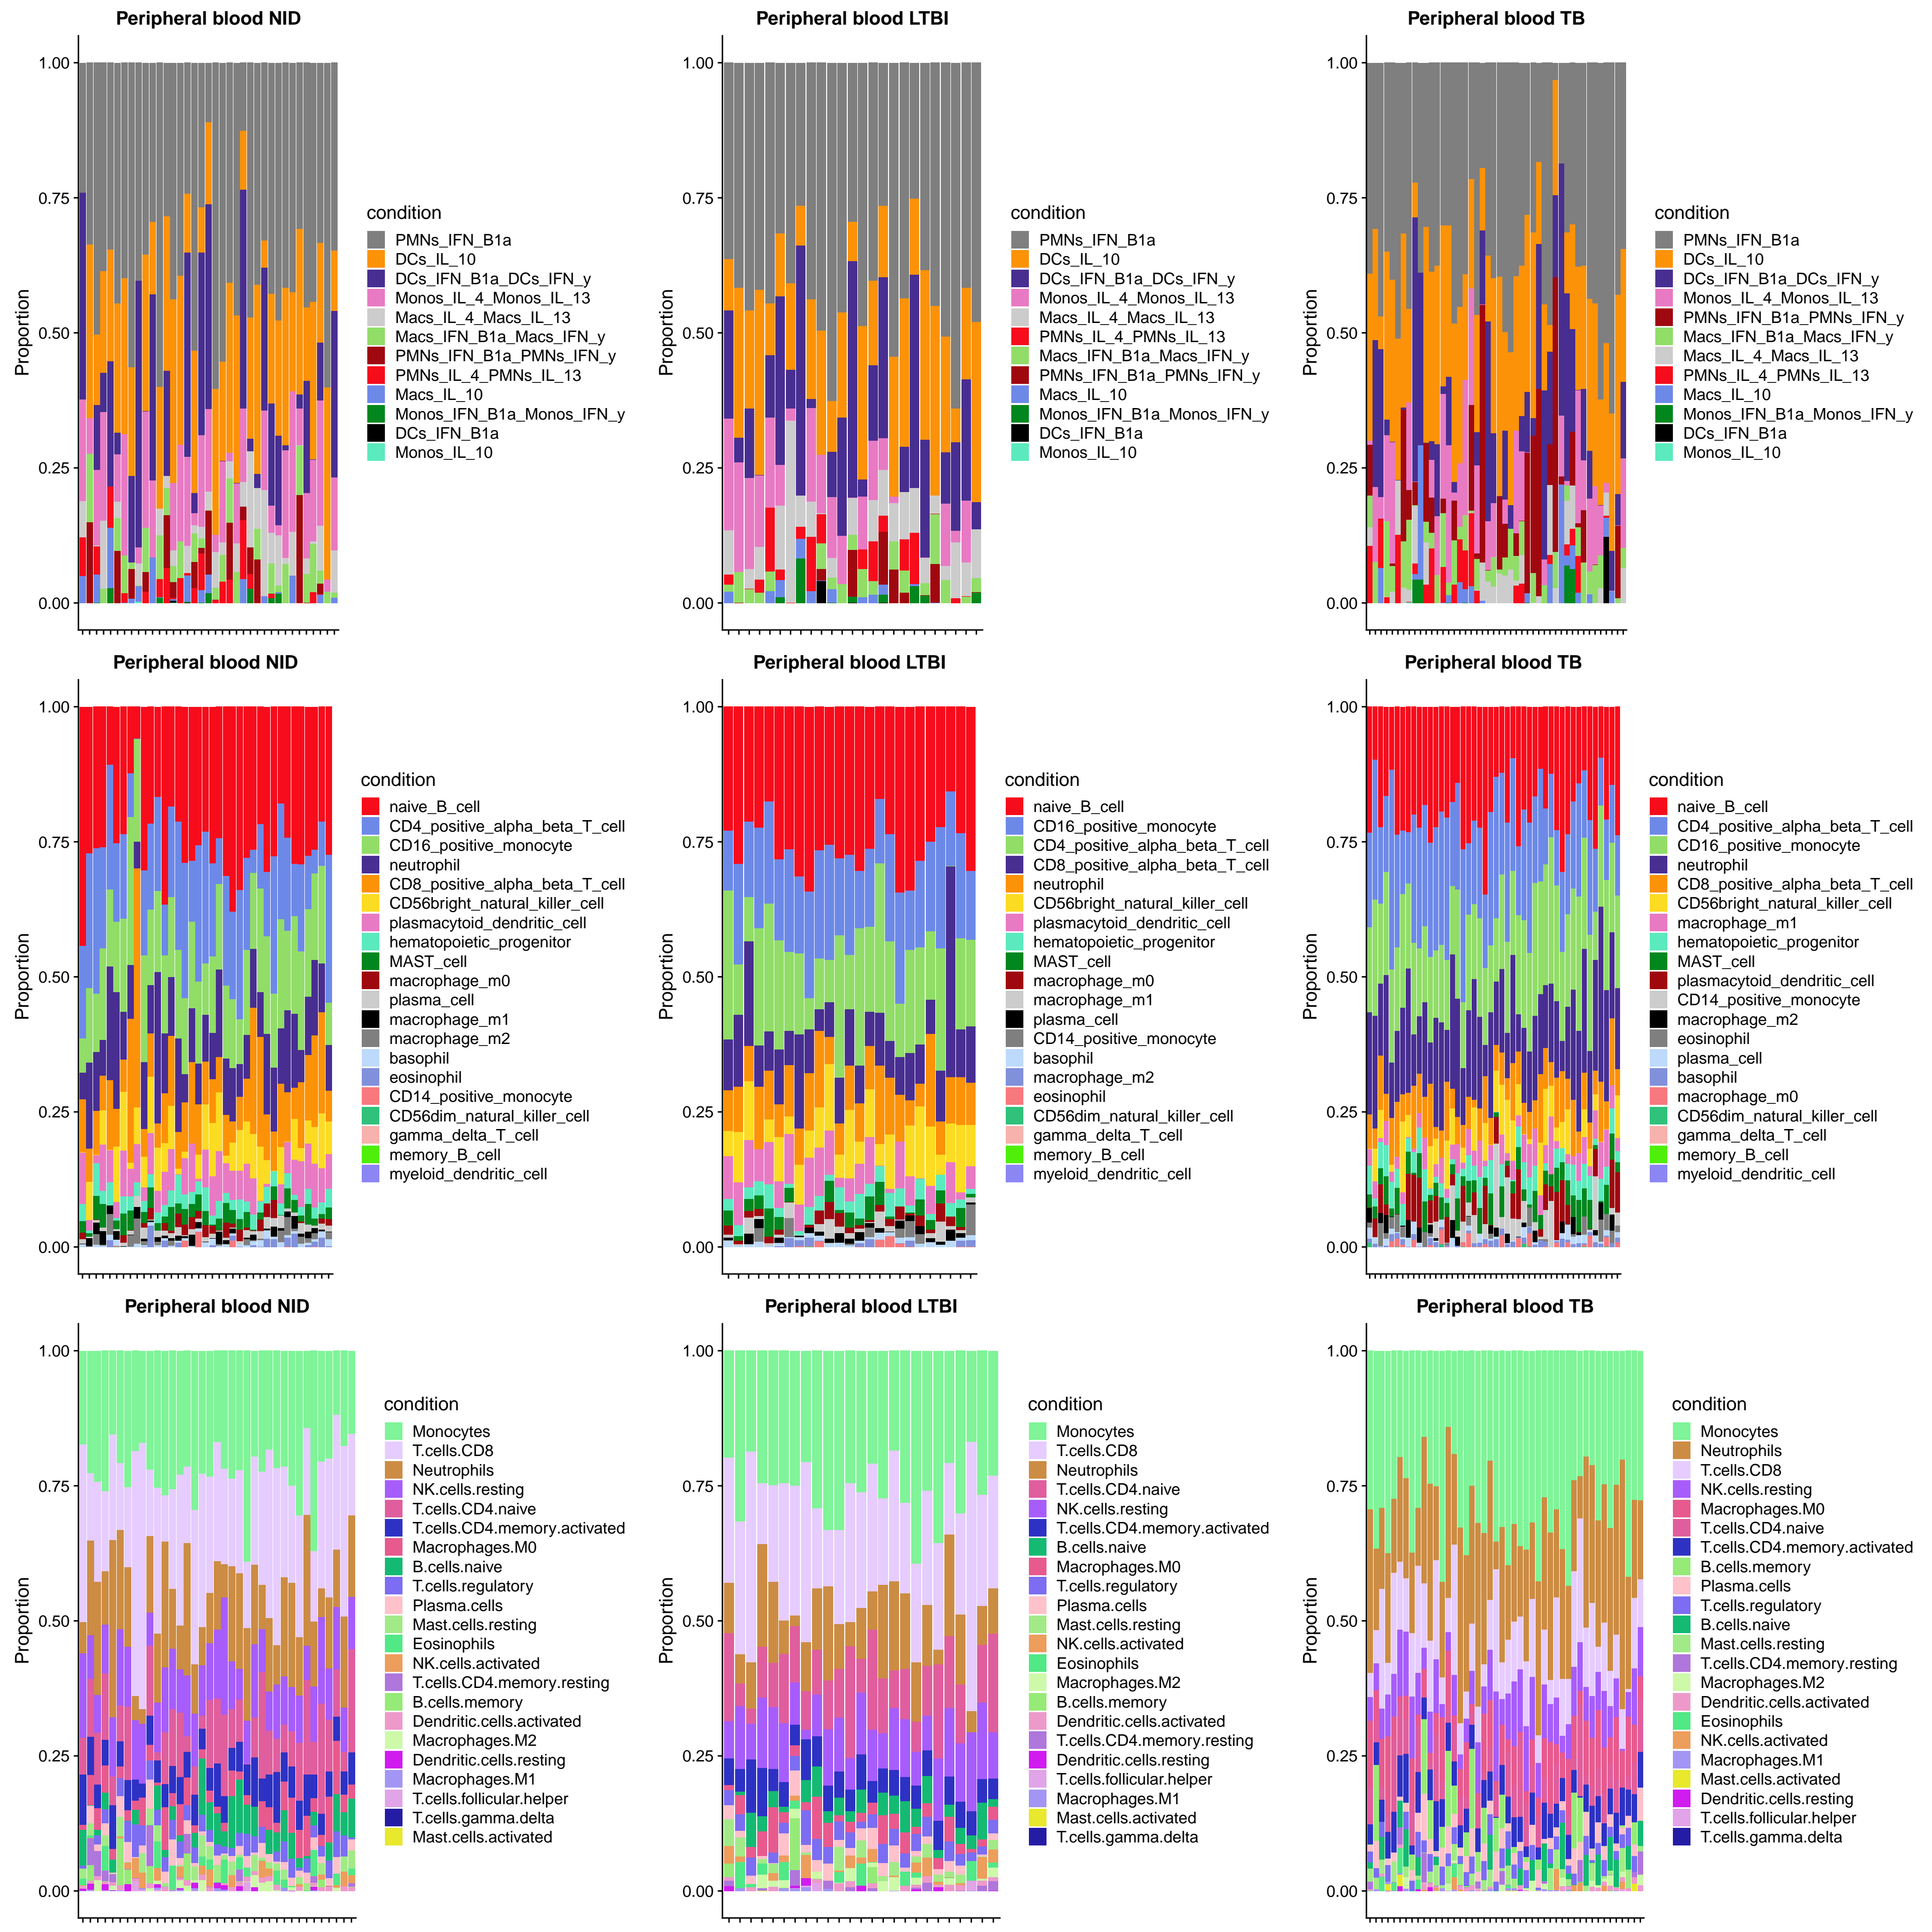 Peripheral blood NID
Proportion
1.00
0.75
0.50
0.25
0.00
condition
PMNs_IFN_B1a
DCs_IL_10
DCs_IFN_B1a_DCs_IFN_y
Monos_IL_4_Monos_IL_13
Macs_IL_4_Macs_IL_13
Macs_IFN_B1a_Macs_IFN_y
PMNs_IFN_B1a_PMNs_IFN_y
PMNs_IL_4_PMNs_IL_13
Macs_IL_10
Monos_IFN_B1a_Monos_IFN_y
DCs_IFN_B1a
Monos_IL_10
Peripheral blood LTBI
Proportion
1.00
0.75
0.50
0.25
0.00
condition
PMNs_IFN_B1a
DCs_IL_10
DCs_IFN_B1a_DCs_IFN_y
Monos_IL_4_Monos_IL_13
Macs_IL_4_Macs_IL_13
PMNs_IL_4_PMNs_IL_13
Macs_IFN_B1a_Macs_IFN_y
PMNs_IFN_B1a_PMNs_IFN_y
Macs_IL_10
Monos_IFN_B1a_Monos_IFN_y
DCs_IFN_B1a
Monos_IL_10
Peripheral blood TB
Proportion
1.00
0.75
0.50
0.25
0.00
condition
PMNs_IFN_B1a
DCs_IL_10
DCs_IFN_B1a_DCs_IFN_y
Monos_IL_4_Monos_IL_13
PMNs_IFN_B1a_PMNs_IFN_y
Macs_IFN_B1a_Macs_IFN_y
Macs_IL_4_Macs_IL_13
PMNs_IL_4_PMNs_IL_13
Macs_IL_10
Monos_IFN_B1a_Monos_IFN_y
DCs_IFN_B1a
Monos_IL_10
Peripheral blood NID
Proportion
1.00
0.75
0.50
0.25
0.00
condition
naive_B_cell
CD4_positive_alpha_beta_T_cell
CD16_positive_monocyte
neutrophil
CD8_positive_alpha_beta_T_cell
CD56bright_natural_killer_cell
plasmacytoid_dendritic_cell
hematopoietic_progenitor
MAST_cell
macrophage_m0
plasma_cell
macrophage_m1
macrophage_m2
basophil
eosinophil
CD14_positive_monocyte
CD56dim_natural_killer_cell
gamma_delta_T_cell
memory_B_cell
myeloid_dendritic_cell
Peripheral blood LTBI
Proportion
1.00
0.75
0.50
0.25
0.00
condition
naive_B_cell
CD16_positive_monocyte
CD4_positive_alpha_beta_T_cell
CD8_positive_alpha_beta_T_cell
neutrophil
CD56bright_natural_killer_cell
plasmacytoid_dendritic_cell
hematopoietic_progenitor
MAST_cell
macrophage_m0
macrophage_m1
plasma_cell
CD14_positive_monocyte
basophil
macrophage_m2
eosinophil
CD56dim_natural_killer_cell
gamma_delta_T_cell
memory_B_cell
myeloid_dendritic_cell
Peripheral blood TB
Proportion
1.00
0.75
0.50
0.25
0.00
condition
naive_B_cell
CD4_positive_alpha_beta_T_cell
CD16_positive_monocyte
neutrophil
CD8_positive_alpha_beta_T_cell
CD56bright_natural_killer_cell
macrophage_m1
hematopoietic_progenitor
MAST_cell
plasmacytoid_dendritic_cell
CD14_positive_monocyte
macrophage_m2
eosinophil
plasma_cell
basophil
macrophage_m0
CD56dim_natural_killer_cell
gamma_delta_T_cell
memory_B_cell
myeloid_dendritic_cell
Peripheral blood NID
Proportion
1.00
0.75
0.50
0.25
0.00
condition
Monocytes
T.cells.CD8
Neutrophils
NK.cells.resting
T.cells.CD4.naive
T.cells.CD4.memory.activated
Macrophages.M0
B.cells.naive
T.cells.regulatory
Plasma.cells
Mast.cells.resting
Eosinophils
NK.cells.activated
T.cells.CD4.memory.resting
B.cells.memory
Dendritic.cells.activated
Macrophages.M2
Dendritic.cells.resting
Macrophages.M1
T.cells.follicular.helper
T.cells.gamma.delta
Mast.cells.activated
Peripheral blood LTBI
Proportion
1.00
0.75
0.50
0.25
0.00
condition
Monocytes
T.cells.CD8
Neutrophils
T.cells.CD4.naive
NK.cells.resting
T.cells.CD4.memory.activated
B.cells.naive
Macrophages.M0
T.cells.regulatory
Plasma.cells
Mast.cells.resting
NK.cells.activated
Eosinophils
Macrophages.M2
B.cells.memory
Dendritic.cells.activated
T.cells.CD4.memory.resting
Dendritic.cells.resting
T.cells.follicular.helper
Macrophages.M1
Mast.cells.activated
T.cells.gamma.delta
Peripheral blood TB
Proportion
1.00
0.75
0.50
0.25
0.00
condition
Monocytes
Neutrophils
T.cells.CD8
NK.cells.resting
Macrophages.M0
T.cells.CD4.naive
T.cells.CD4.memory.activated
B.cells.memory
Plasma.cells
T.cells.regulatory
B.cells.naive
Mast.cells.resting
T.cells.CD4.memory.resting
Macrophages.M2
Dendritic.cells.activated
Eosinophils
NK.cells.activated
Macrophages.M1
Mast.cells.activated
Dendritic.cells.resting
T.cells.follicular.helper
T.cells.gamma.delta